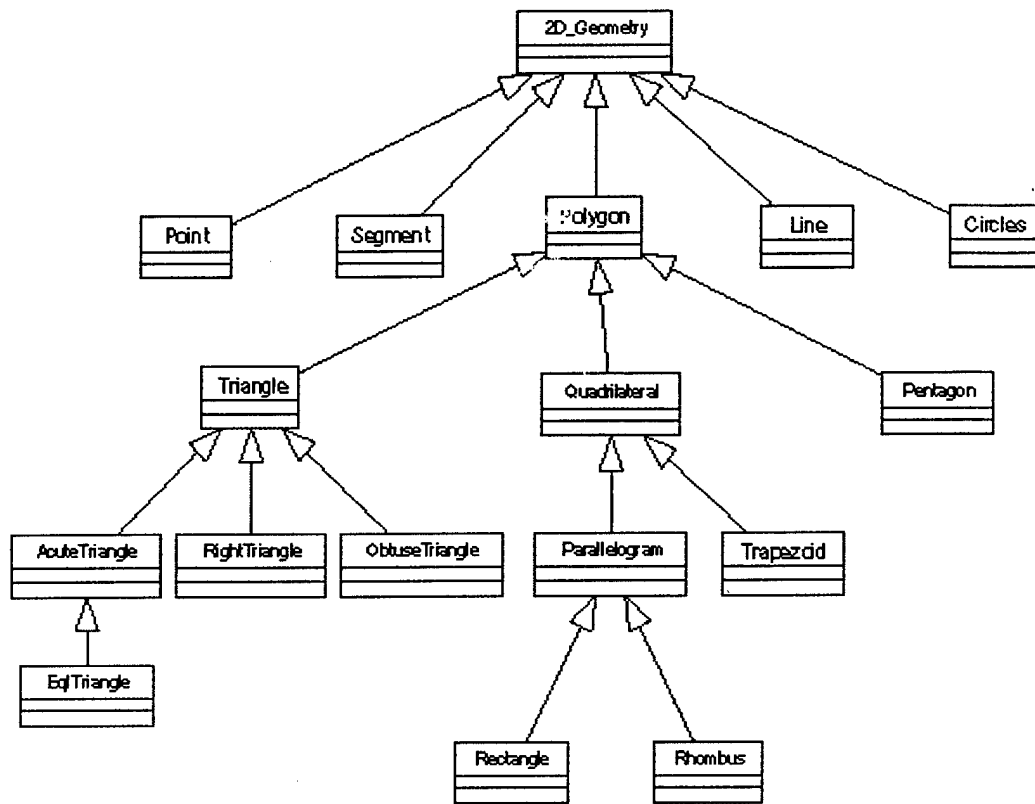 2D_Geometry
Point
Segment
Polygon
Line
Circles
Triangle
Quadrilateral
Pentagon
AcuteTriangle
RightTriangle
ObtuseTriangle
Parallelogram
Trapezoid
EqlTriangle
Rectangle
Rhombus